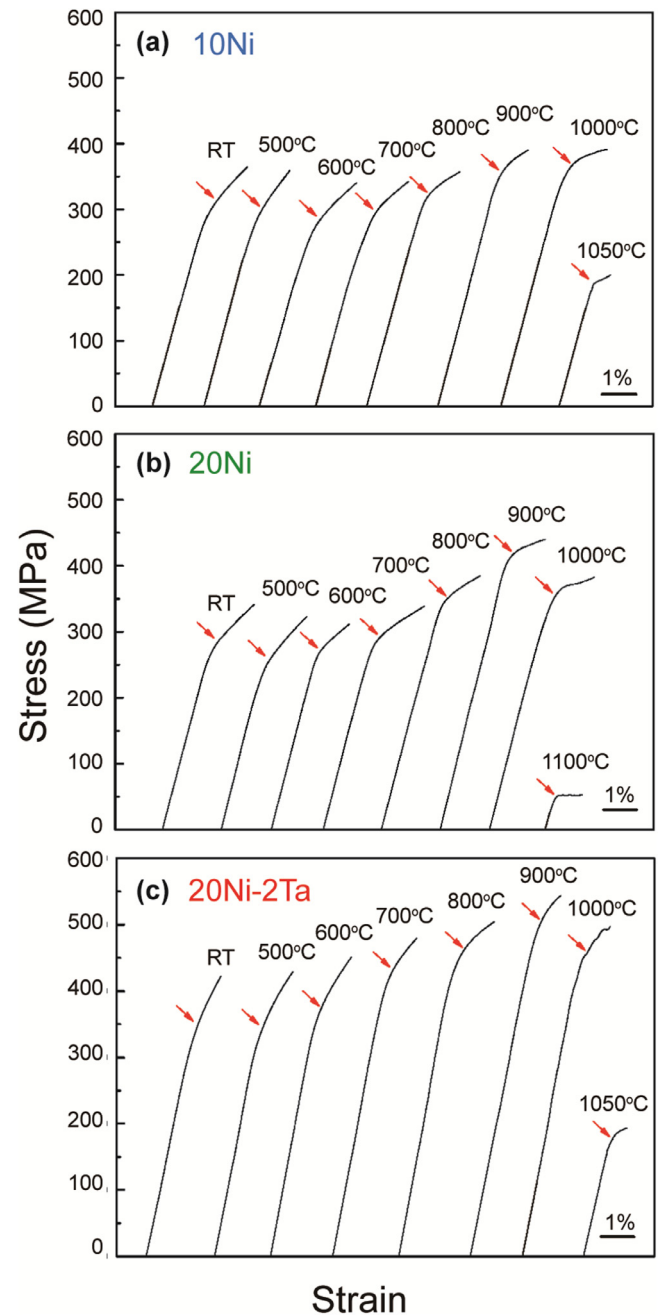 (a) 10Ni
600
500
400
300
200
100
0
RT
500°C
600°C
700°C
800°C
900°C
1000°C
1050°C
1%
(b) 20Ni
600
500
400
300
200
100
0
RT
500°C
600°C
700°C
800°C
900°C
1000°C
1100°C
1%
(c) 20Ni-2Ta
600
500
400
300
200
100
0
RT
500°C
600°C
700°C
800°C
900°C
1000°C
1050°C
1%
Stress (MPa)
Strain